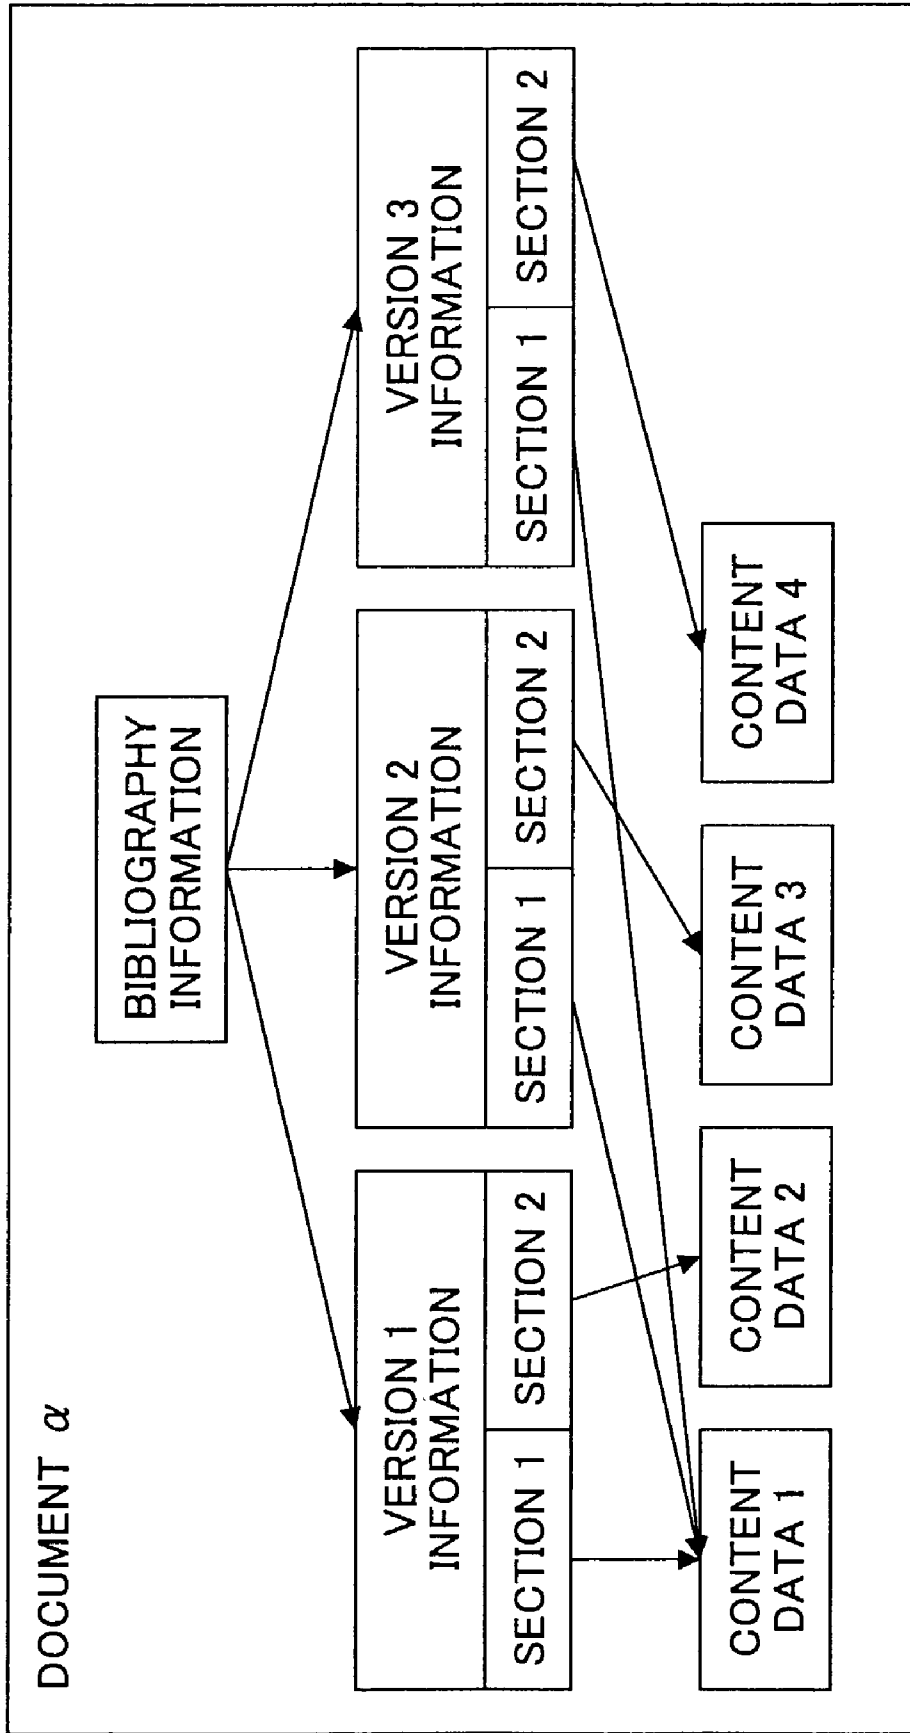 DOCUMENT α
BIBLIOGRAPHY
INFORMATION
VERSION 1
INFORMATION
SECTION 1
SECTION 2
VERSION 2
INFORMATION
SECTION 1
SECTION 2
VERSION 3
INFORMATION
SECTION 1
SECTION 2
CONTENT
DATA 1
CONTENT
DATA 2
CONTENT
DATA 3
CONTENT
DATA 4